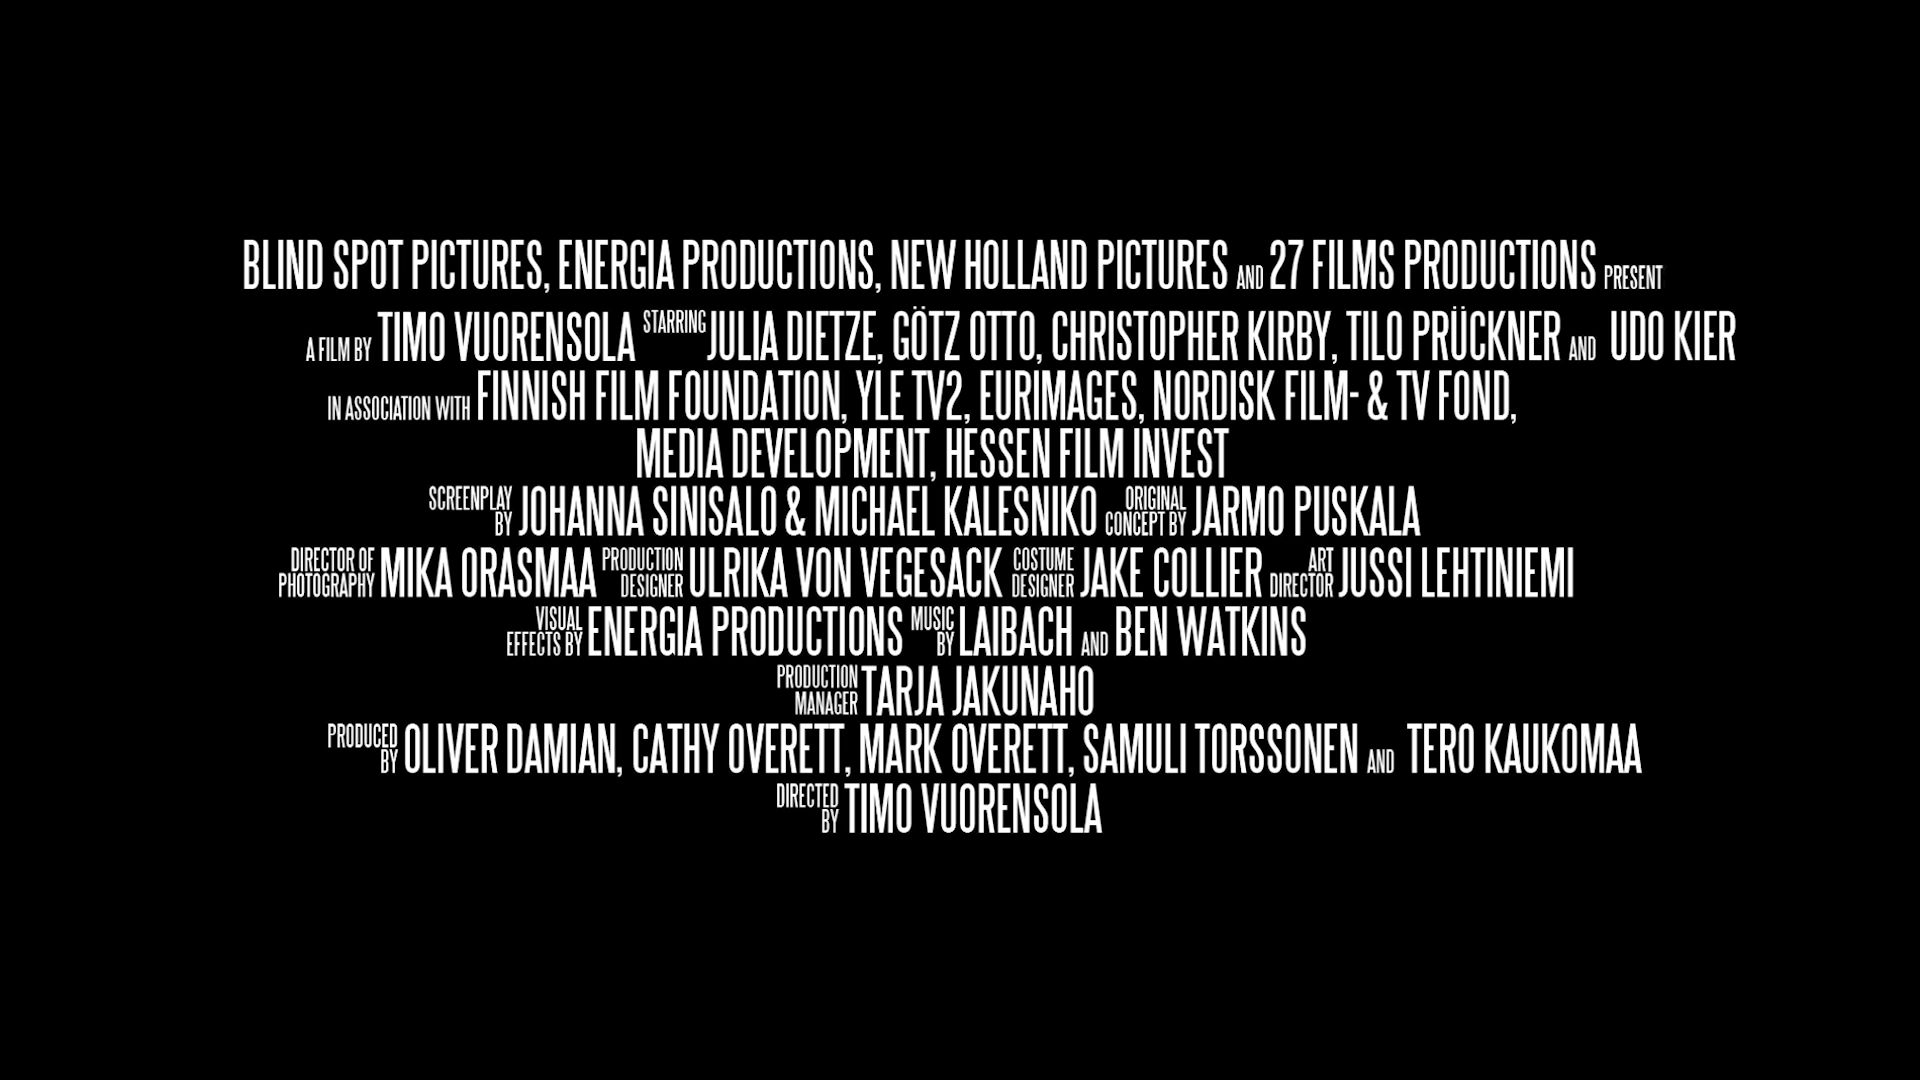 BLIND SPOT PICTURES, ENERGIA PRODUCTIONS, NEW HOLLAND PICTURES AND 27 FILMS PRODUCTIONS PRESENT
A FILM BY TIMO VUORENSOLA STARRING JULIA DIETZE, GÖTZ OTTO, CHRISTOPHER KIRBY, TILO PRÜCKNER AND UDO KIER
IN ASSOCIATION WITH FINNISH FILM FOUNDATION, YLE TV2, EURIMAGES, NORDISK FILM- & TV FOND,
MEDIA DEVELOPMENT, HESSEN FILM INVEST
SCREENPLAY BY JOHANNA SINISALO & MICHAEL KALESNIKO ORIGINAL CONCEPT BY JARMO PUSKALA
DIRECTOR OF PHOTOGRAPHY MIKA ORASMAA PRODUCTION DESIGNER ULRIKA VON VEGESACK COSTUME DESIGNER JAKE COLLIER ART DIRECTOR JUSSI LEHTINIEMI
VISUAL EFFECTS BY ENERGIA PRODUCTIONS MUSIC BY LAIBACH AND BEN WATKINS
PRODUCTION MANAGER TARJA JAKUNAHO
PRODUCED BY OLIVER DAMIAN, CATHY OVERETT, MARK OVERETT, SAMULI TORSSONEN AND TERO KAUKOMAA
DIRECTED BY TIMO VUORENSOLA